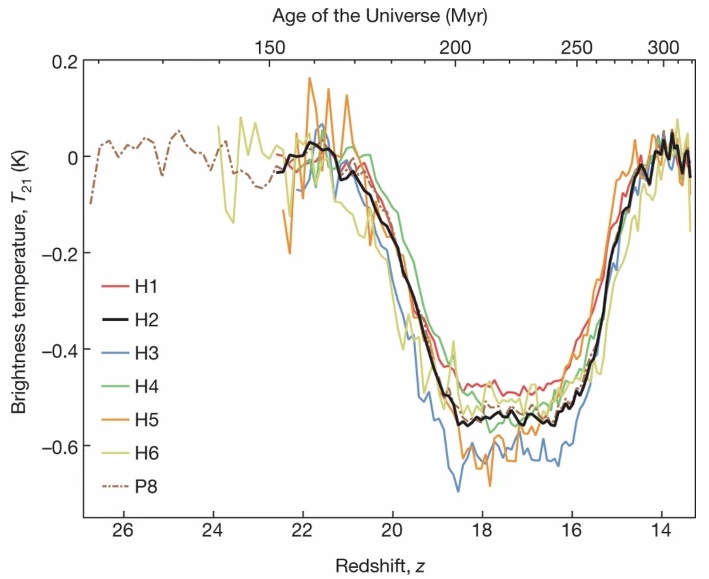 Age of the Universe (Myr)
150 200 250 300
0.2
0
−0.2
−0.4
−0.6
Brightness temperature, T21 (K)
H1
H2
H3
H4
H5
H6
P8
26 24 22 20 18 16 14
Redshift, z